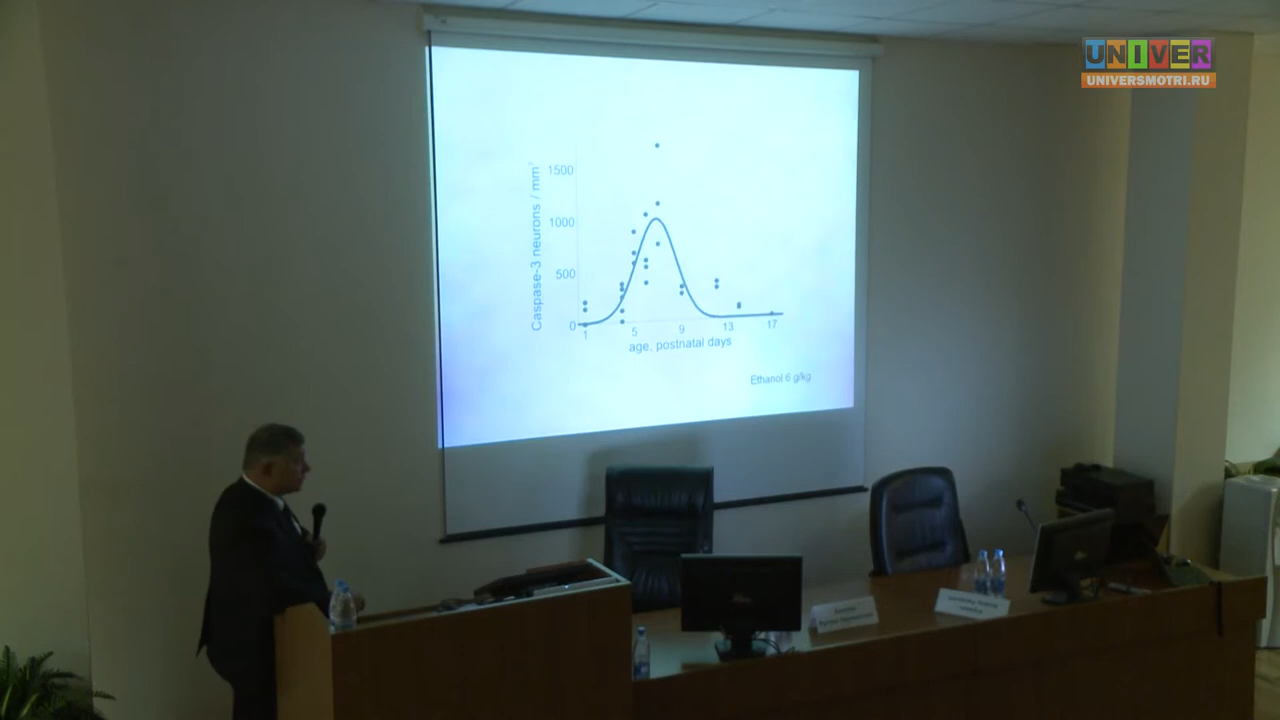 UNIVER
UNIVERSMOTRI.RU
Caspase-3 neurons / mm³
1500
1000
500
0
1 5 9 13 17
age, postnatal days
Ethanol 6 g/kg